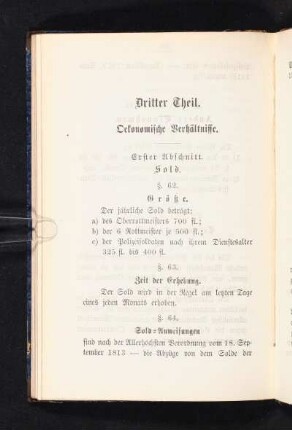 Dritter Theil.
Oekonomische Verhältnisse.
Erster Abschnitt
Sold.
§. 62.
Größe.
Der jährliche Sold beträgt:
a) des Oberrottmeisters 700 fl.;
b) der 6 Rottmeister je 500 fl.;
c) der Polizeisoldaten nach ihrem Dienstesalter
325 fl. bis 400 fl.
§. 63.
Zeit der Erhebung.
Der Sold wird in der Regel am letzten Tage
eines jeden Monats erhoben.
§. 64.
Sold-Anweisungen
sind nach der Allerhöchsten Verordnung vom 18. Sep-
tember 1813 — die Abzüge von dem Solde der